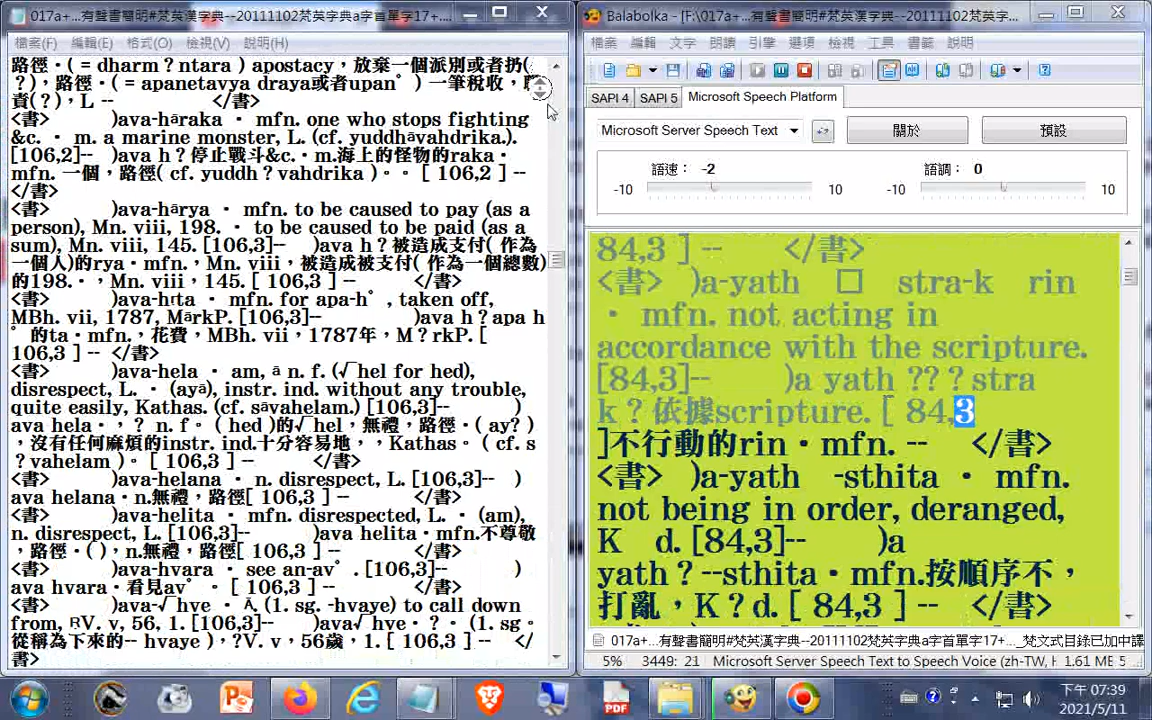 017a+...有聲書簡明#梵英漢字典--20111102梵英字典a字首單字17+...
檔案(F) 編輯(E) 格式(O) 檢視(V) 說明(H)
路徑·( = dharm ? ntara ) apostacy，放棄一個派別或者扔(
? )，路徑·( = apanetavya draya或者upan゜) 一筆稅收，
責(? )，L -- </書>
<書> )ava-hāraka · mfn. one who stops fighting
&c. · m. a marine monster, L. (cf. yuddhāvahdrika.).
[106,2]-- )ava h？停止戰斗&c.·m.海上的怪物的raka·
mfn. 一個，路徑( cf. yuddh？vahdrika )。。[ 106,2 ] --
</書>
<書> )ava-hārya · mfn. to be caused to pay (as a
person), Mn. viii, 198. · to be caused to be paid (as a
sum), Mn. viii, 145. [106,3]-- )ava h？被造成支付( 作為
一個人)的rya·mfn.，Mn. viii，被造成被支付( 作為一個總數)
的198.·，Mn. viii，145. [ 106,3 ] -- </書>
<書> )ava-hṛta · mfn. for apa-h゜, taken off,
MBh. vii, 1787, MārkP. [106,3]-- )ava h？apa h
゜的ta·mfn.，花費，MBh. vii，1787年，M？rkP. [
106,3 ] -- </書>
<書> )ava-hela · am, ā n. f. (√hel for hed),
disrespect, L. · (ayā), instr. ind. without any trouble,
quite easily, Kathas. (cf. sāvahelam.) [106,3]-- )
ava hela·，？ n. f。( hed )的√hel，無禮，路徑·( ay? )
，沒有任何麻煩的instr. ind.十分容易地，，Kathas。( cf. s
？vahelam )。[ 106,3 ] -- </書>
<書> )ava-helana · n. disrespect, L. [106,3]-- )
ava helana·n.無禮，路徑[ 106,3 ] -- </書>
<書> )ava-helita · mfn. disrespected, L. · (am),
n. disrespect, L. [106,3]-- )ava helita·mfn.不尊敬
，路徑·( )，n.無禮，路徑[ 106,3 ] -- </書>
<書> )ava-hvara · see an-av゜. [106,3]-- )
ava hvara·看見av゜。[ 106,3 ] -- </書>
<書> )ava-√hve · Ā. (1. sg. -hvaye) to call down
from, ṚV. v, 56, 1. [106,3]-- )ava√hve·？·(1. sg。
從稱為下來的-- hvaye )，?V. v，56歲，1. [ 106,3 ] -- </
書>
Balabolka - [F:\017a+...有聲書簡明#梵英漢字典--20111102梵英字...
檔案 編輯 文字 朗讀 引擎 選項 檢視 工具 書籤 說明
SAPI 4 SAPI 5 Microsoft Speech Platform
Microsoft Server Speech Text 關於 預設
語速： -2 語調： 0
-10 10 -10 10
84,3 ] -- </書>
<書> )a-yath □ stra-k rin
· mfn. not acting in
accordance with the scripture.
[84,3]-- )a yath ?? ? stra
k ? 依據scripture. [ 84,3
]不行動的rin·mfn. -- </書>
<書> )a-yath -sthita · mfn.
not being in order, deranged,
K d. [84,3]-- )a
yath ? --sthita·mfn.按順序不，
打亂，K？d. [ 84,3 ] -- </書>
017a+...有聲書簡明#梵英漢字典--20111102梵英字典a字首單字17+..._梵文式目錄已加中譯
5% 3449: 21 Microsoft Server Speech Text to Speech Voice (zh-TW, H 1.61 MB 5
PDF
下午 07:39
2021/5/11